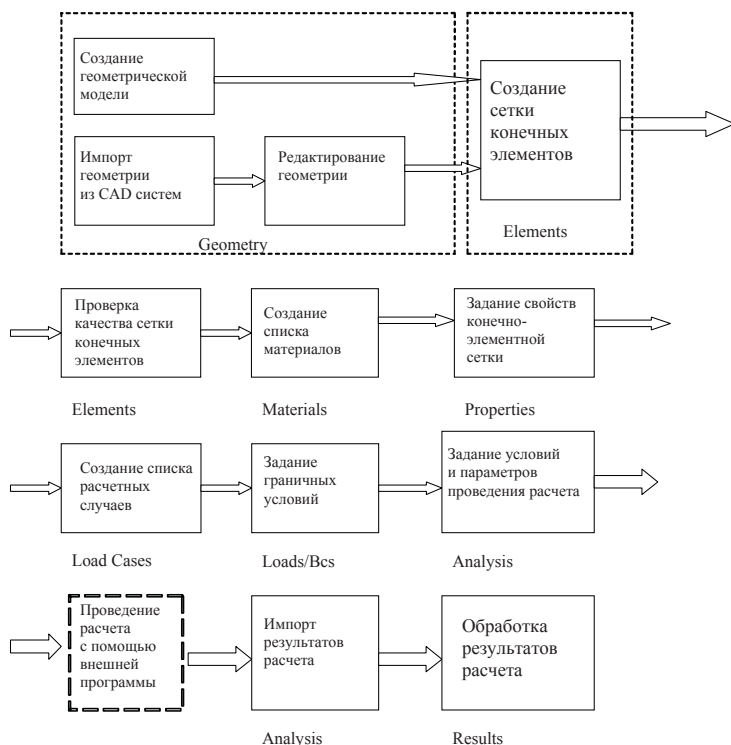 Создание
геометрической
модели
Импорт
геометрии
из CAD систем
Редактирование
геометрии
Geometry
Создание
сетки
конечных
элементов
Elements
Проверка
качества сетки
конечных
элементов
Elements
Создание
списка
материалов
Materials
Задание свойств
конечно-
элементной
сетки
Properties
Создание списка
расчетных
случаев
Load Cases
Задание
граничных
условий
Loads/Bcs
Задание условий
и параметров
проведения расчета
Analysis
Проведение
расчета
с помощью
внешней
программы
Импорт
результатов
расчета
Analysis
Обработка
результатов
расчета
Results